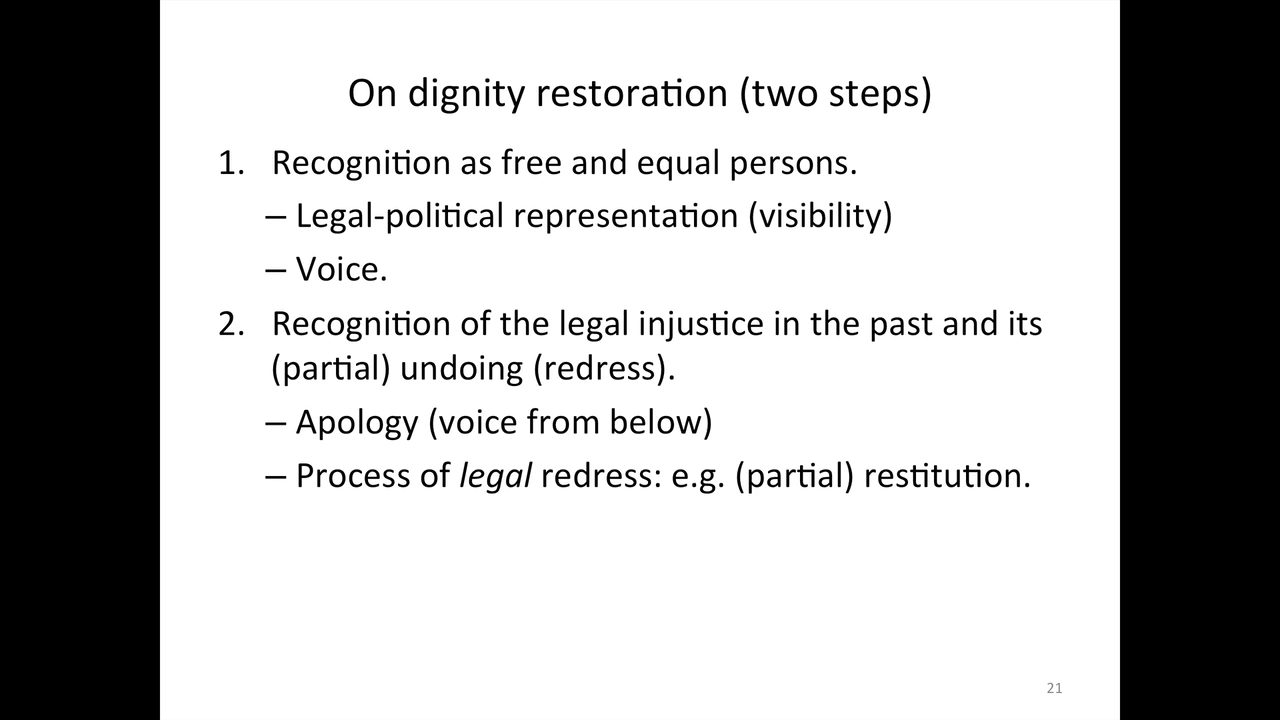 On dignity restoration (two steps)
1. Recognition as free and equal persons.
– Legal-political representation (visibility)
– Voice.
2. Recognition of the legal injustice in the past and its
(partial) undoing (redress).
– Apology (voice from below)
– Process of legal redress: e.g. (partial) restitution.
21